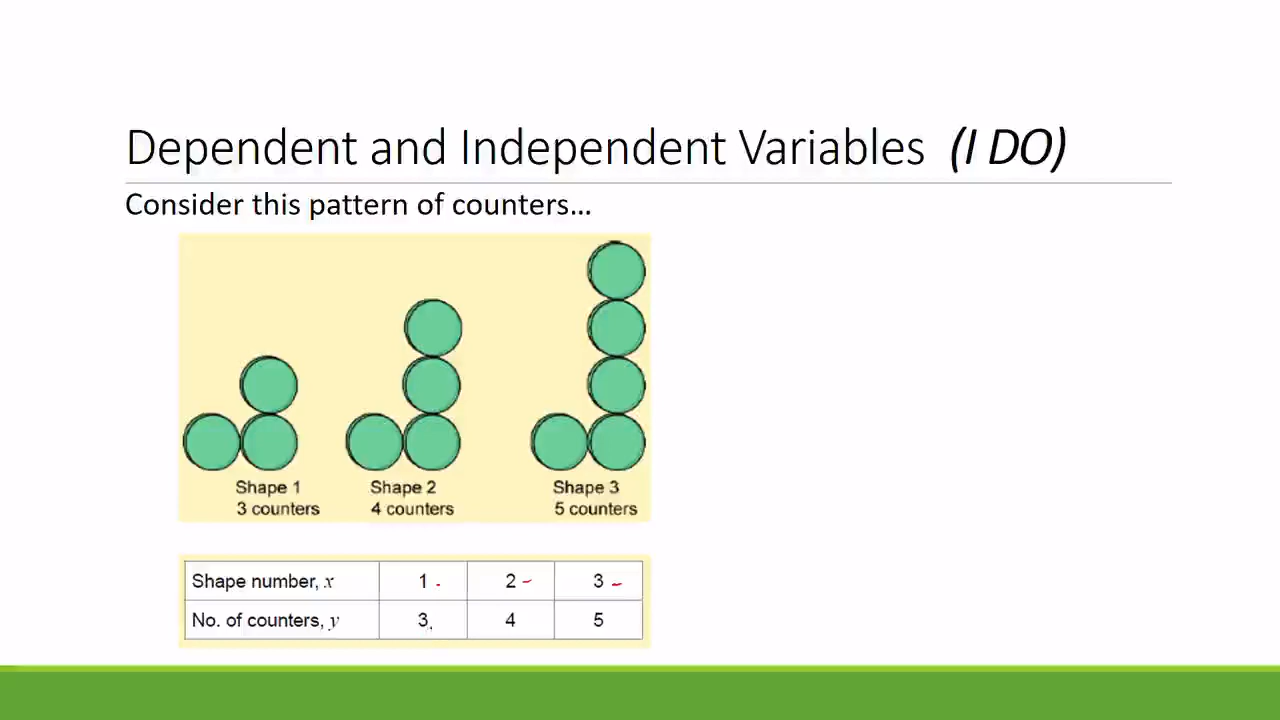 Dependent and Independent Variables (I DO)
Consider this pattern of counters...
Shape 1 Shape 2 Shape 3
3 counters 4 counters 5 counters
Shape number, x 1 2 3
No. of counters, y 3 4 5